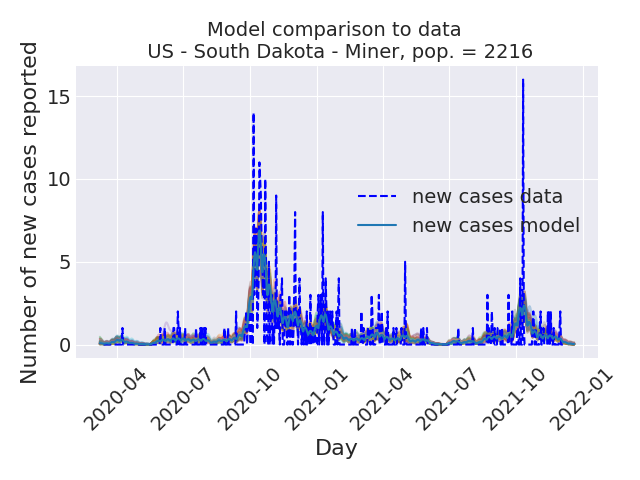 Model comparison to data
US - South Dakota - Miner, pop. = 2216
Number of new cases reported
15
10
5
0
new cases data
new cases model
2020-04
2020-07
2020-10
2021-01
2021-04
2021-07
2021-10
2022-01
Day